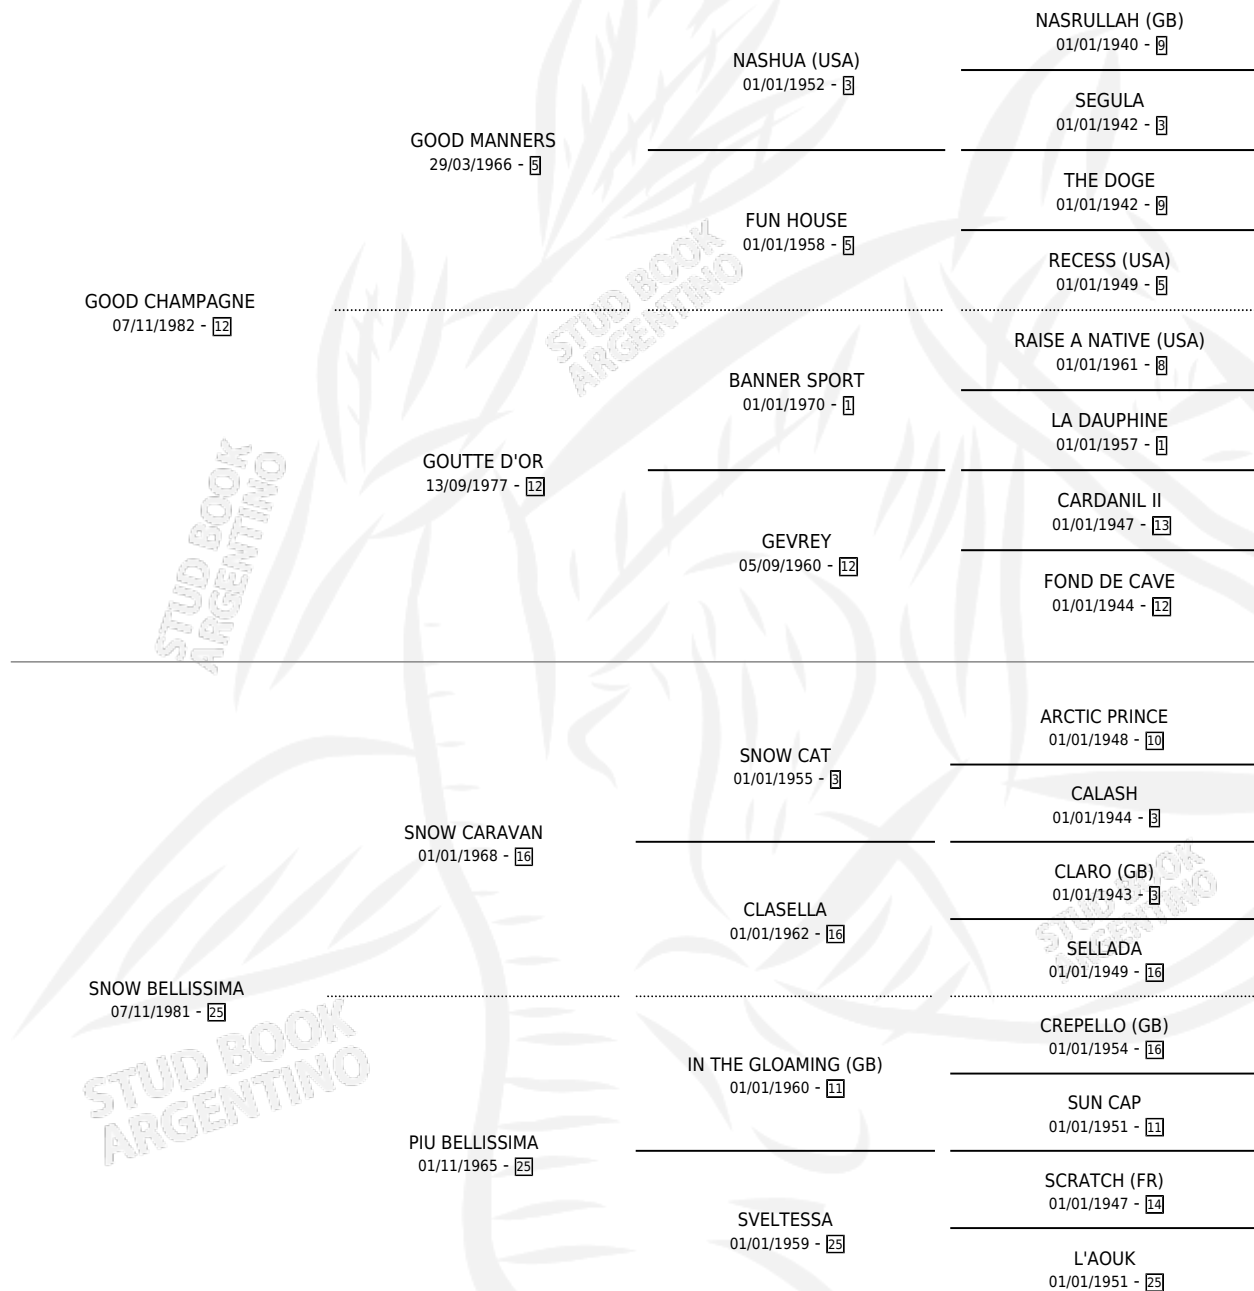 NASRULLAH (GB)
01/01/1940 - 9
NASHUA (USA)
01/01/1952 - 3
SEGULA
01/01/1942 - 3
GOOD MANNERS
29/03/1966 - 5
THE DOGE
01/01/1942 - 9
FUN HOUSE
01/01/1958 - 5
RECESS (USA)
01/01/1949 - 5
GOOD CHAMPAGNE
07/11/1982 - 12
RAISE A NATIVE (USA)
01/01/1961 - 8
BANNER SPORT
01/01/1970 - 1
LA DAUPHINE
01/01/1957 - 1
GOUTTE D'OR
13/09/1977 - 12
CARDANIL II
01/01/1947 - 13
GEVREY
05/09/1960 - 12
FOND DE CAVE
01/01/1944 - 12
ARCTIC PRINCE
01/01/1948 - 10
SNOW CAT
01/01/1955 - 3
CALASH
01/01/1944 - 3
SNOW CARAVAN
01/01/1968 - 16
CLARO (GB)
01/01/1943 - 3
CLASELLA
01/01/1962 - 16
SELLADA
01/01/1949 - 16
SNOW BELLISSIMA
07/11/1981 - 25
CREPELLO (GB)
01/01/1954 - 16
IN THE GLOAMING (GB)
01/01/1960 - 11
SUN CAP
01/01/1951 - 11
PIU BELLISSIMA
01/11/1965 - 25
SCRATCH (FR)
01/01/1947 - 14
SVELTESSA
01/01/1959 - 25
L'AOUK
01/01/1951 - 25
STUD BOOK
ARGENTINO
STUD BOOK
ARGENTINO
STUD BOOK
ARGENTINO
STUD BOOK
ARGENTINO